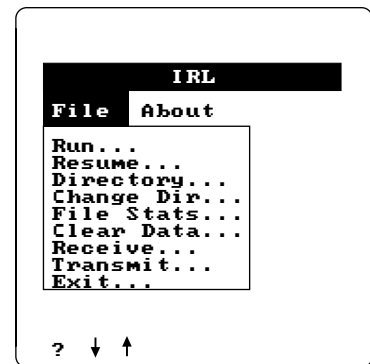 IRL
File About
Run...
Resume...
Directory...
Change Dir...
File Stats...
Clear Data...
Receive...
Transmit...
Exit...
? ↓ ↑